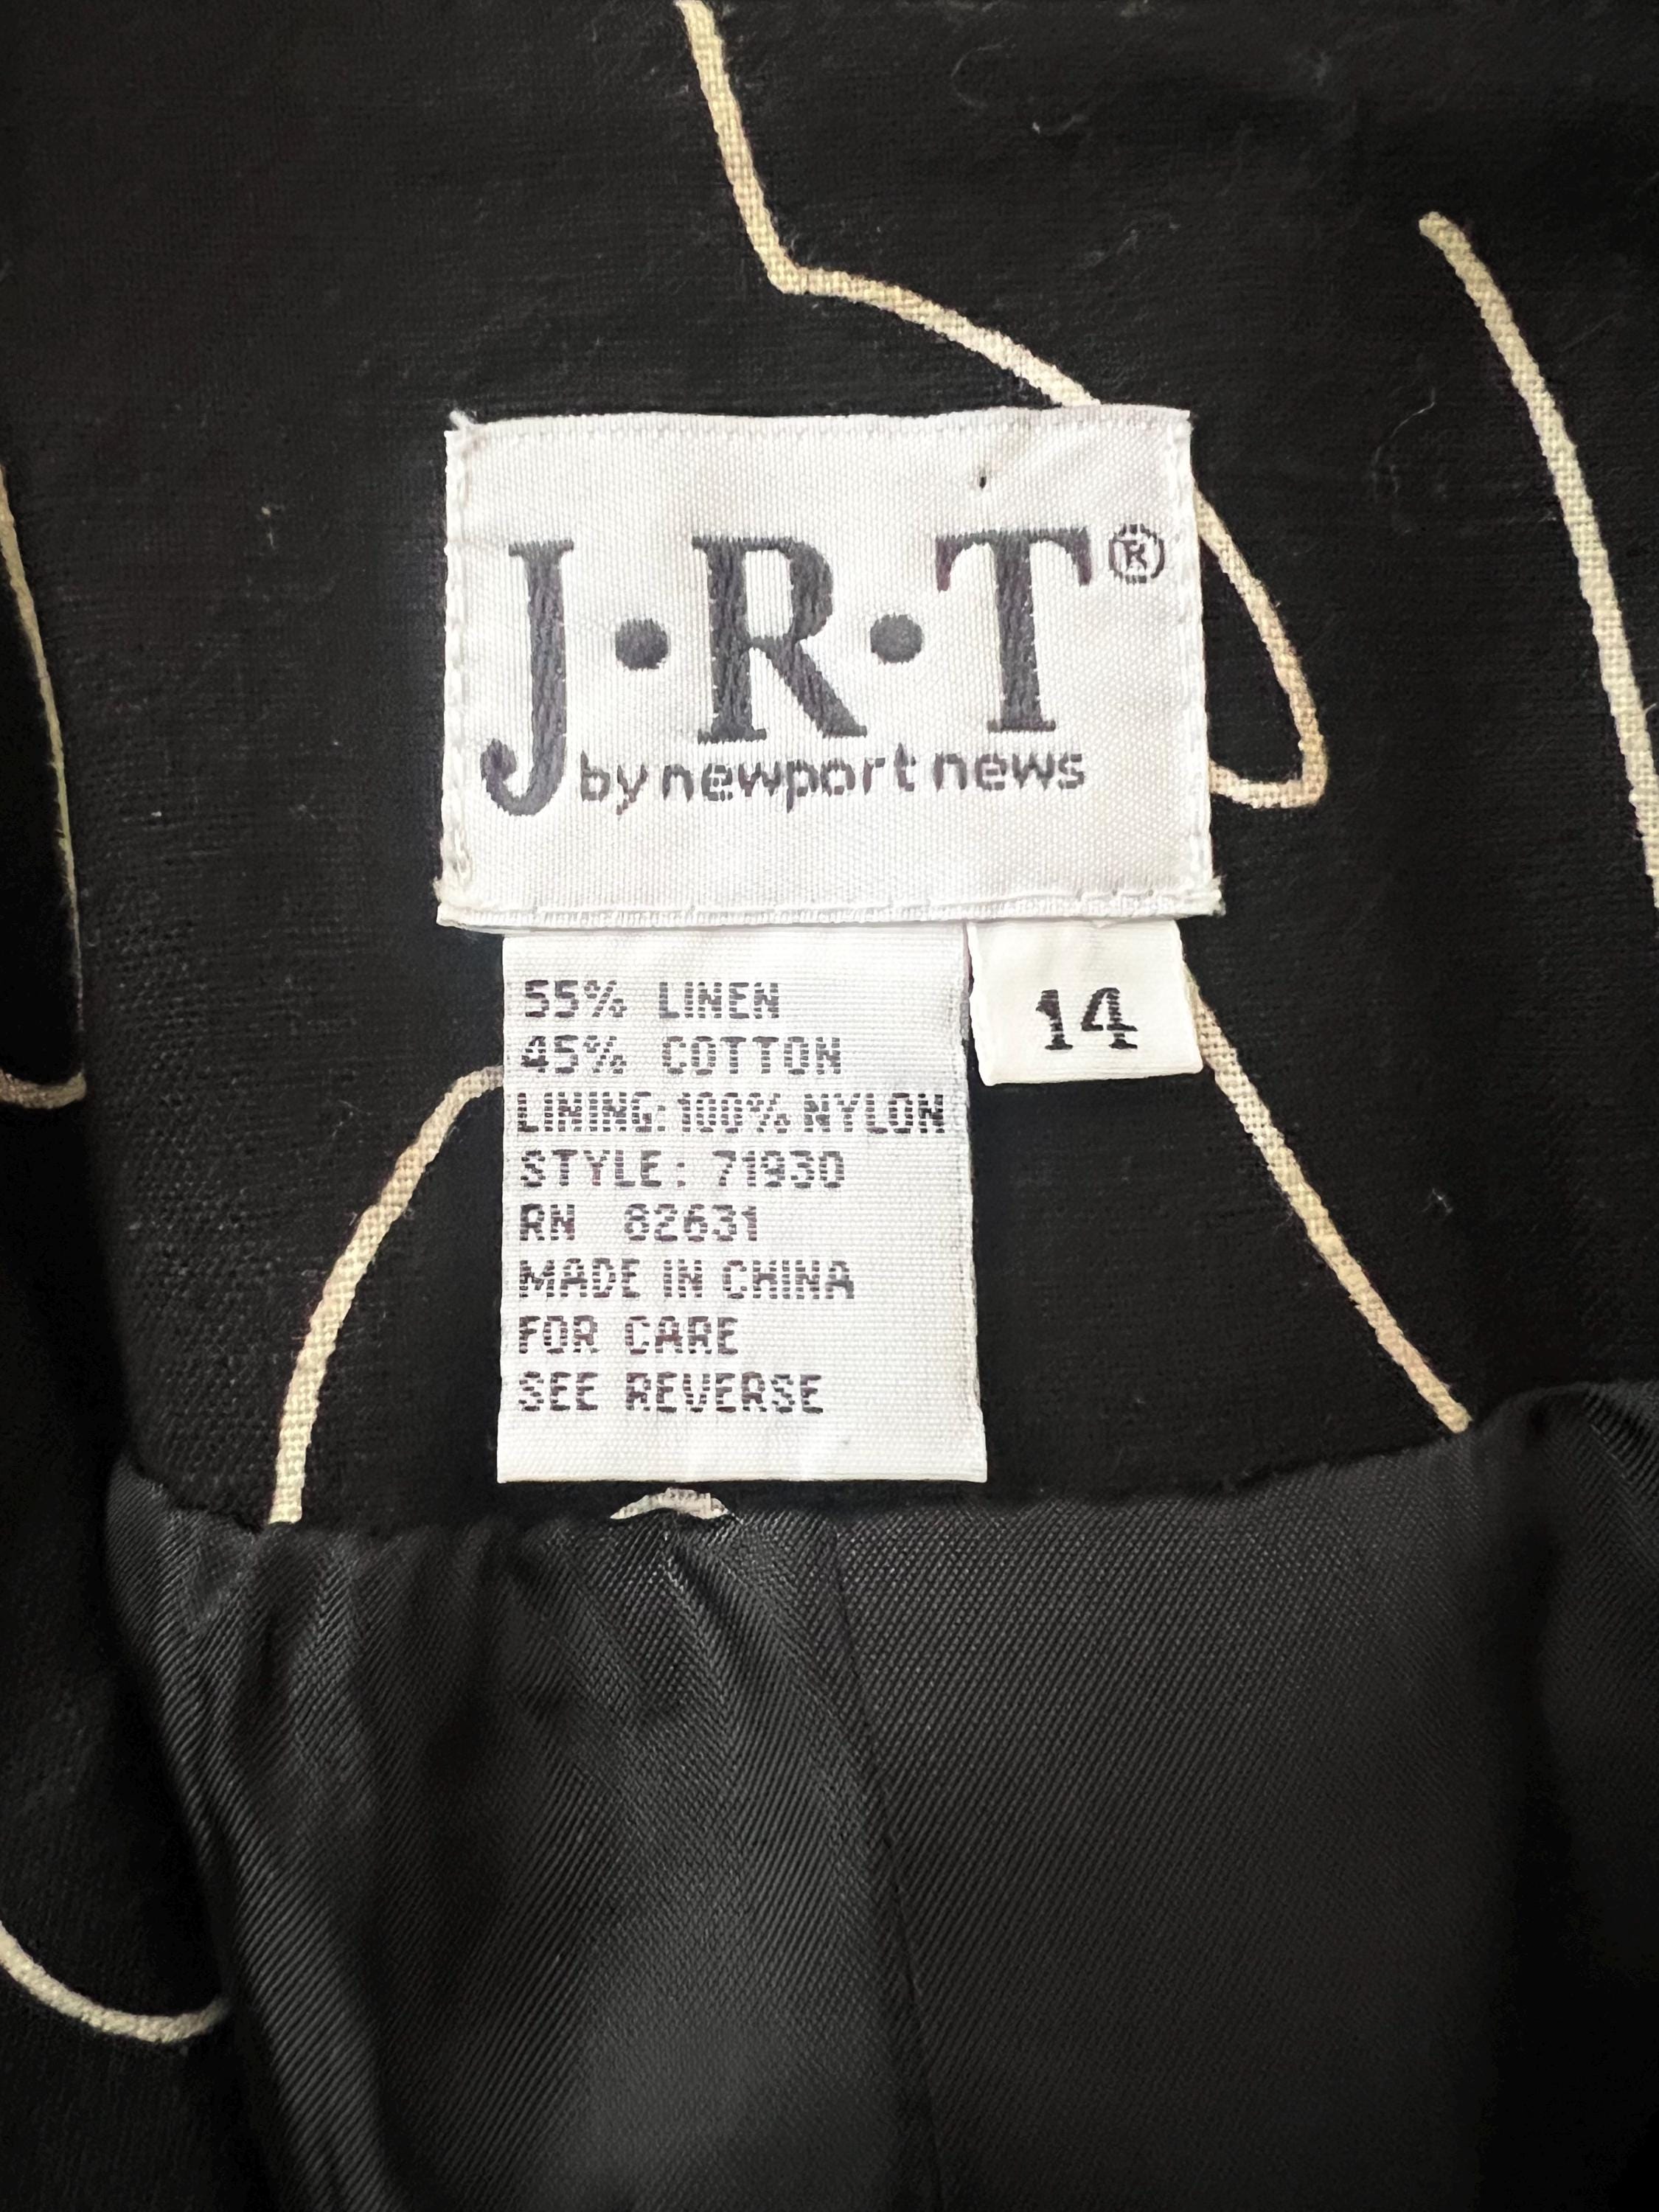 J·R·T®
by newport news
14
55% LINEN
45% COTTON
LINING: 100% NYLON
STYLE: 71930
RN 82631
MADE IN CHINA
FOR CARE
SEE REVERSE